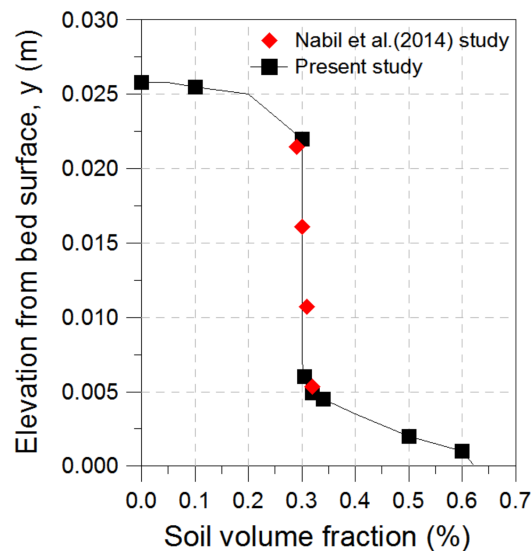 Nabil et al.(2014) study
Present study
Elevation from bed surface, y (m)
0.030
0.025
0.020
0.015
0.010
0.005
0.000
0.0 0.1 0.2 0.3 0.4 0.5 0.6 0.7
Soil volume fraction (%)